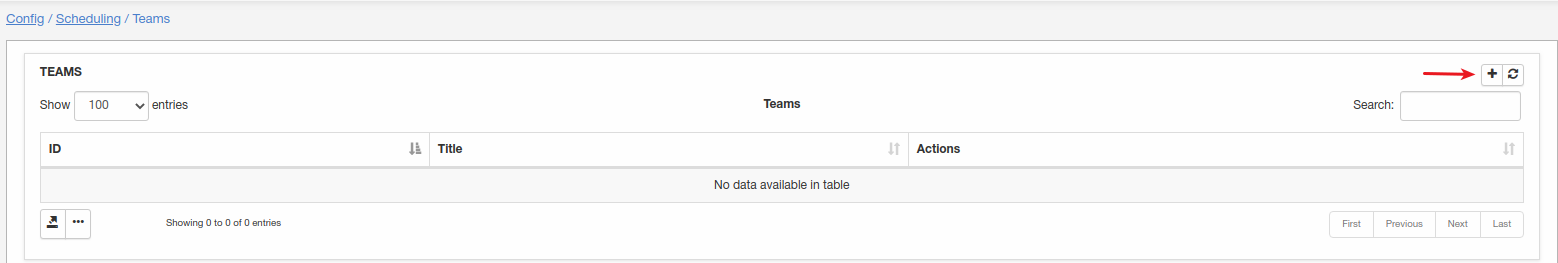 Config / Scheduling / Teams
TEAMS
Show 100 entries
Teams
Search:
ID Title Actions
No data available in table
Showing 0 to 0 of 0 entries
First Previous Next Last